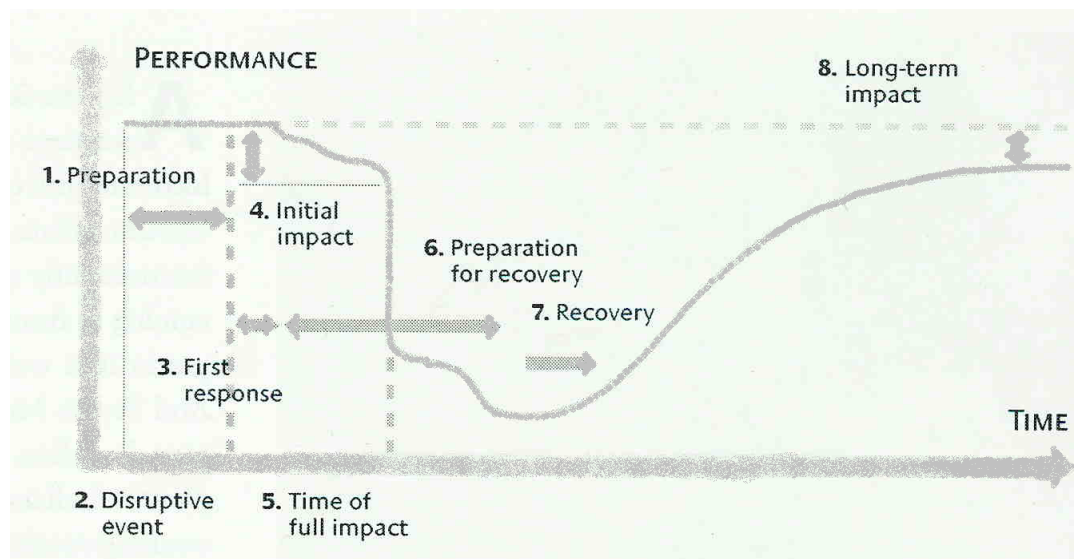 PERFORMANCE
8. Long-term
impact
1. Preparation
4. Initial
impact
6. Preparation
for recovery
7. Recovery
3. First
response
TIME
2. Disruptive
event
5. Time of
full impact